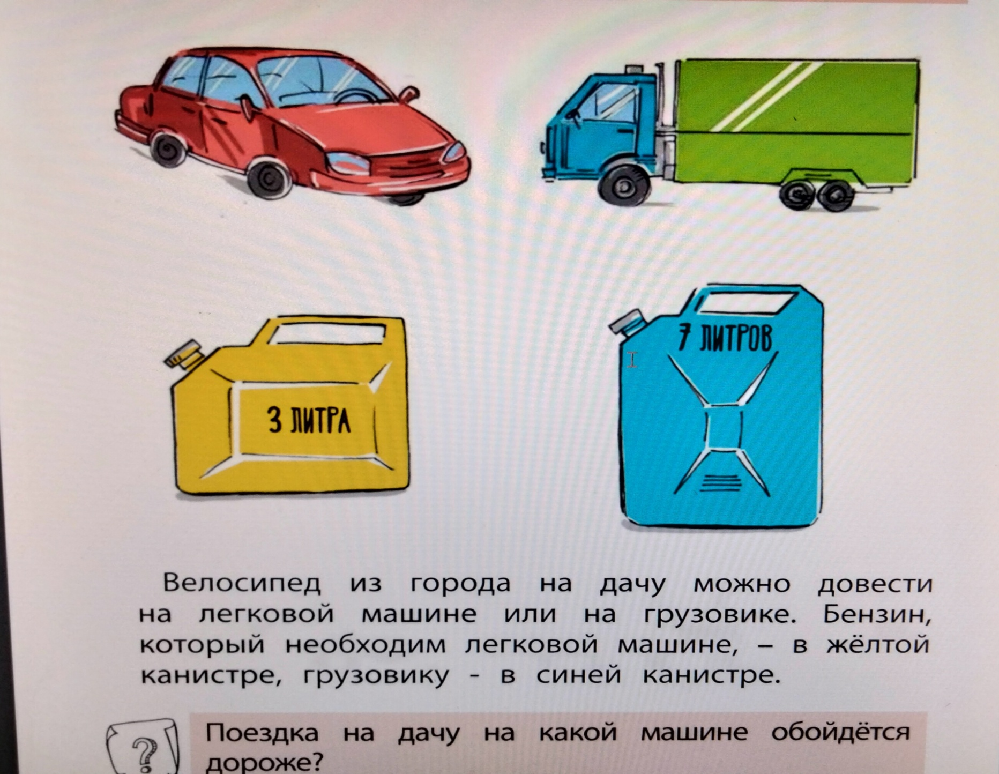 3 ЛИТРА
7 ЛИТРОВ
Велосипед из города на дачу можно довести
на легковой машине или на грузовике. Бензин,
который необходим легковой машине, – в жёлтой
канистре, грузовику - в синей канистре.
?
Поездка на дачу на какой машине обойдётся
дороже?